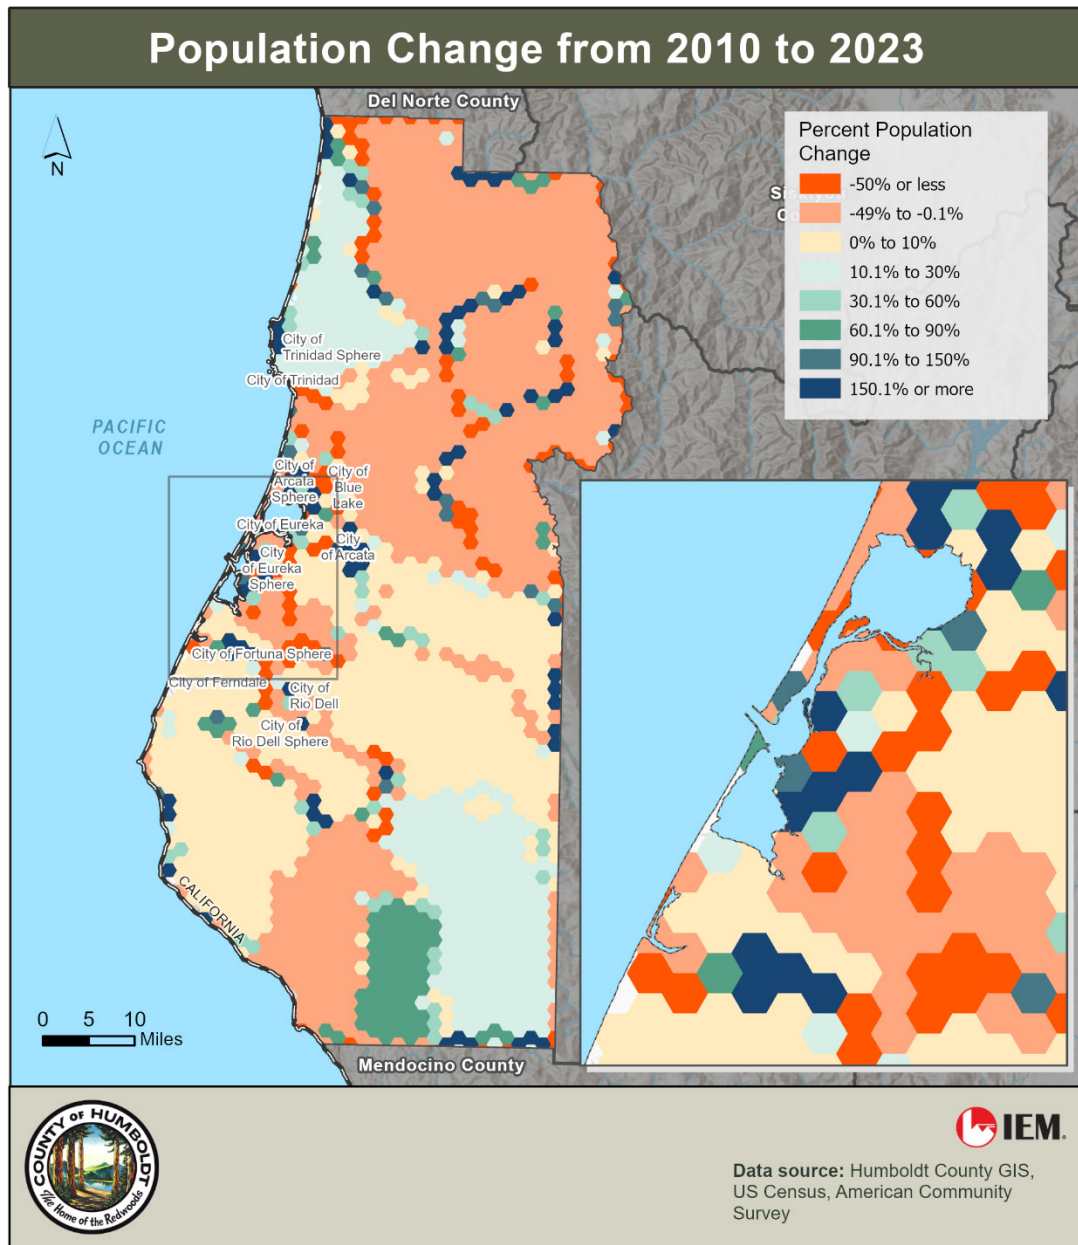 Population Change from 2010 to 2023
Del Norte County
N
Percent Population
Change
-50% or less
-49% to -0.1%
0% to 10%
10.1% to 30%
30.1% to 60%
60.1% to 90%
90.1% to 150%
150.1% or more
City of
Trinidad Sphere
City of Trinidad
PACIFIC
OCEAN
City of
Arcata
Sphere
City of
Blue
Lake
City of Eureka
City
of Arcata
City
of Eureka
Sphere
City of Fortuna Sphere
City of Ferndale
City of
Rio Dell
City of
Rio Dell Sphere
CALIFORNIA
0 5 10
Miles
Mendocino County
COUNTY OF HUMBOLDT
The Home of the Redwoods
IEM.
Data source: Humboldt County GIS,
US Census, American Community
Survey